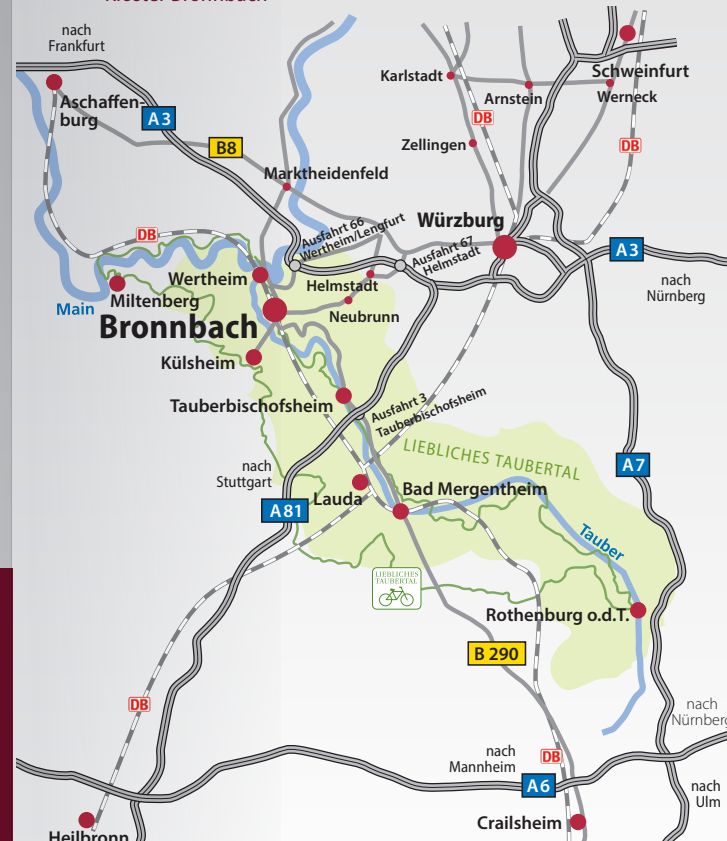 Kloster Bronnbach
nach
Frankfurt
Aschaffen-
burg
A3
B8
Karlstadt
Arnstein
Schweinfurt
Werneck
DB
DB
Zellingen
Marktheidenfeld
Würzburg
DB
Ausfahrt 66
Wertheim/Lengfurt
Ausfahrt 67
Helmstadt
A3
nach
Nürnberg
Wertheim
Helmstadt
Miltenberg
Main
Neubrunn
Bronnbach
Külsheim
Tauberbischofsheim
Ausfahrt 3
Tauberbischofsheim
LIEBLICHES TAUBERTAL
nach
Stuttgart
A7
Lauda
Bad Mergentheim
A81
Tauber
LIEBLICHES
TAUBERTAL
Rothenburg o.d.T.
B 290
DB
nach
Nürnberg
nach
Mannheim
DB
A6
nach
Ulm
Crailsheim
Heilbronn